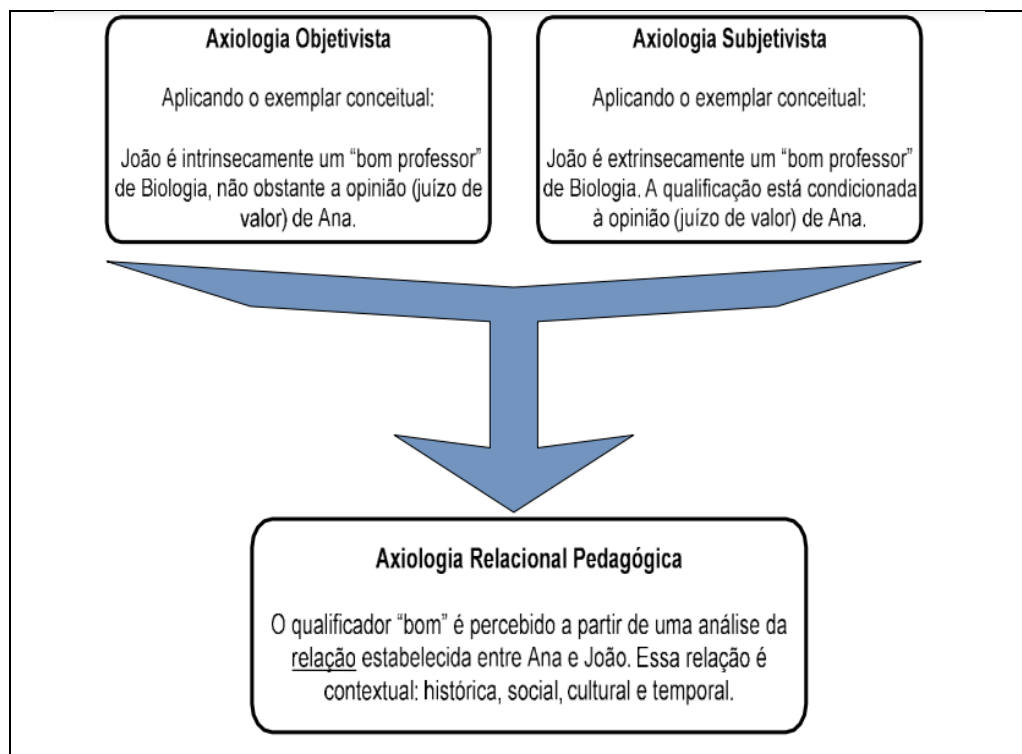 Axiologia Objetivista
Aplicando o exemplar conceitual:
João é intrinsecamente um “bom professor”
de Biologia, não obstante a opinião (juízo de
valor) de Ana.
Axiologia Subjetivista
Aplicando o exemplar conceitual:
João é extrinsecamente um “bom professor”
de Biologia. A qualificação está condicionada
à opinião (juízo de valor) de Ana.
Axiologia Relacional Pedagógica
O qualificador “bom” é percebido a partir de uma análise da
relação estabelecida entre Ana e João. Essa relação é
contextual: histórica, social, cultural e temporal.